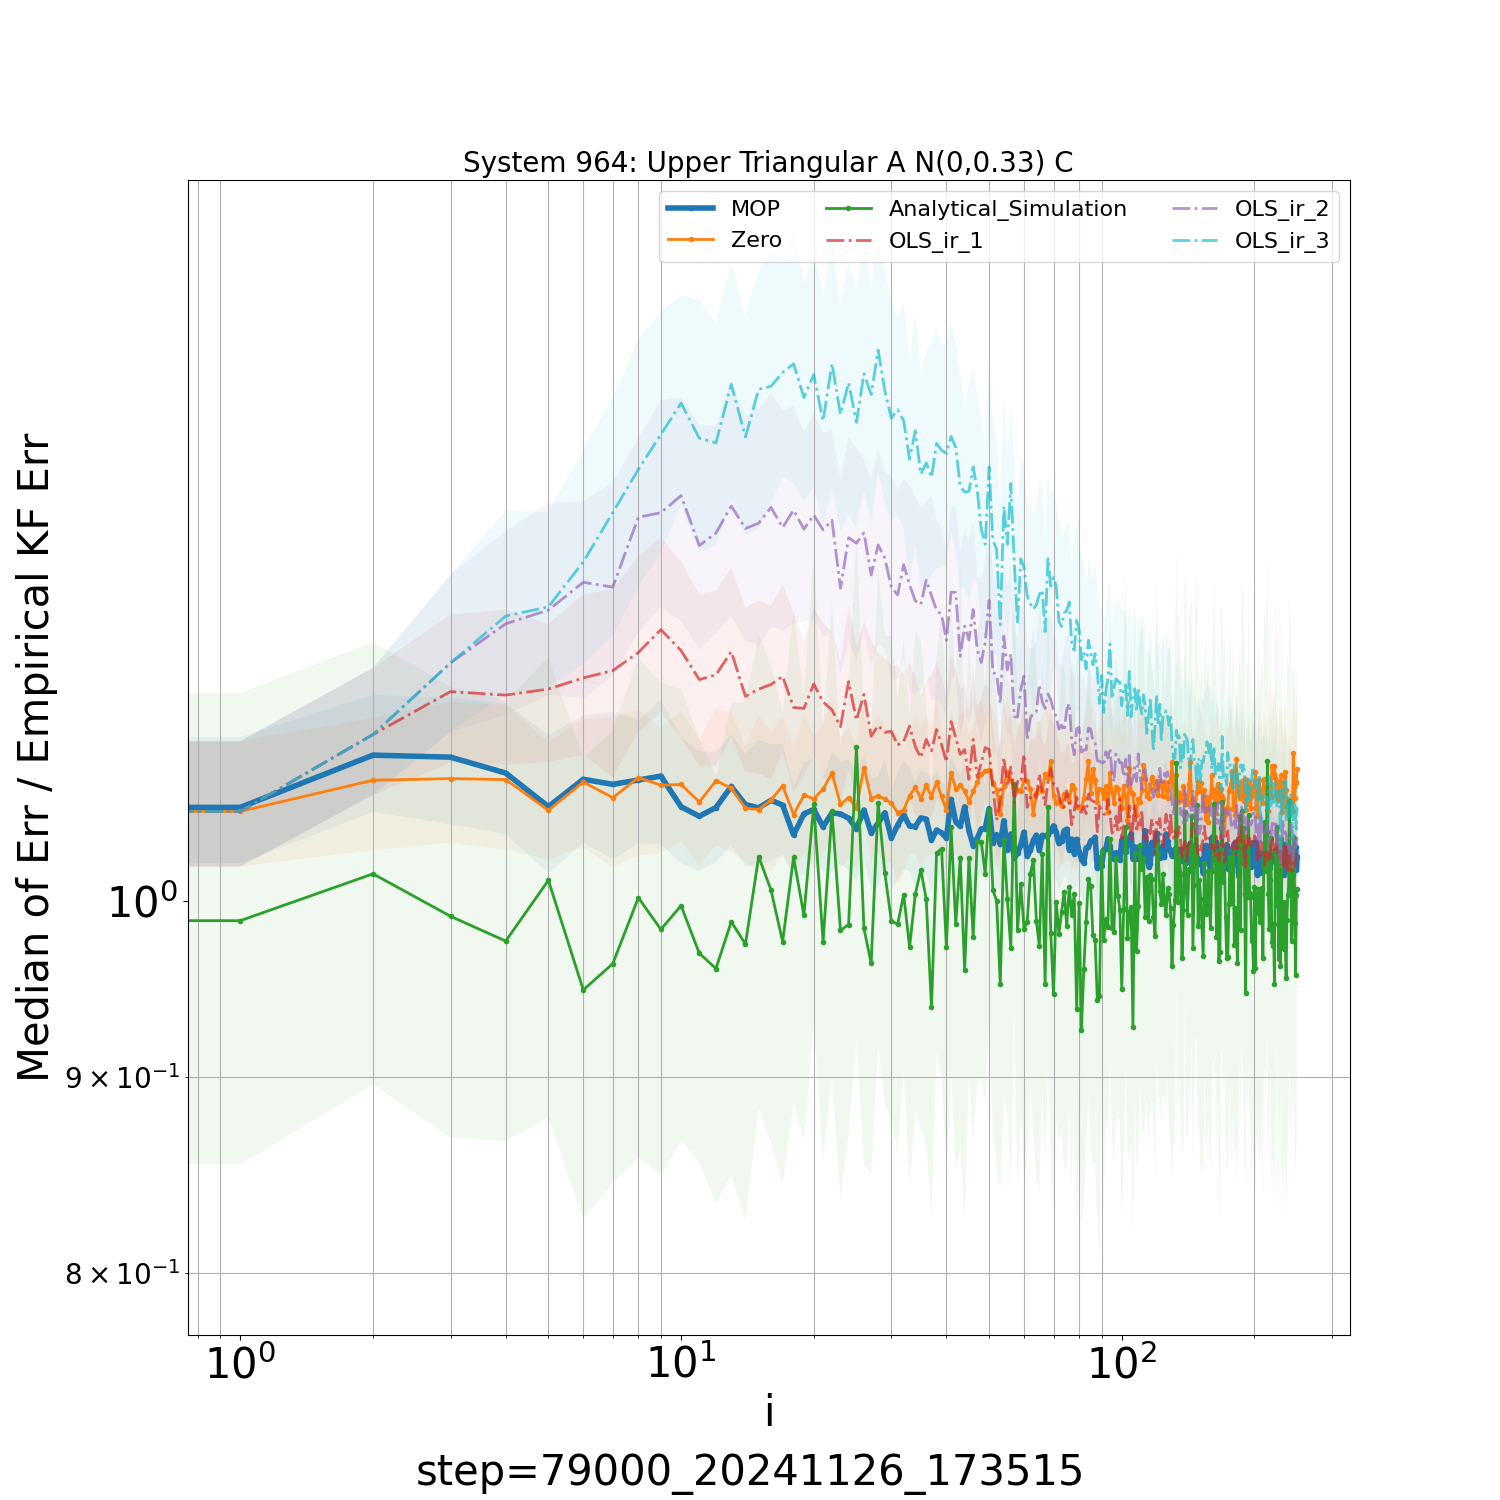 System 964: Upper Triangular A N(0,0.33) C
MOP
Zero
Analytical_Simulation
OLS_ir_1
OLS_ir_2
OLS_ir_3
Median of Err / Empirical KF Err
10⁰
9 × 10⁻¹
8 × 10⁻¹
10⁰ 10¹ 10²
i
step=79000_20241126_173515